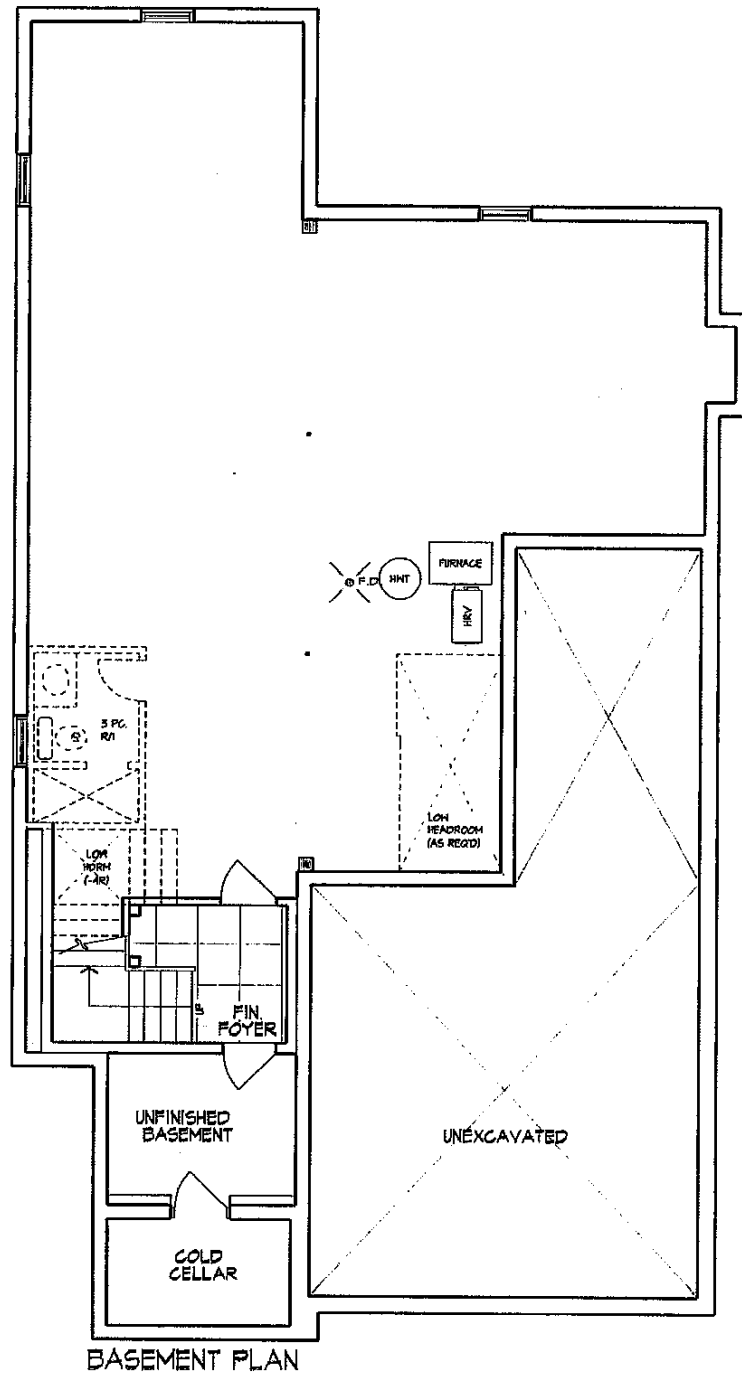 FURNACE
F.D
HWT
HRV
3 PC.
R/I
LOW
HEADROOM
(AS REQ'D)
LOW
FIN.
FOYER
UNFINISHED
BASEMENT
UNEXCAVATED
COLD
CELLAR
BASEMENT PLAN